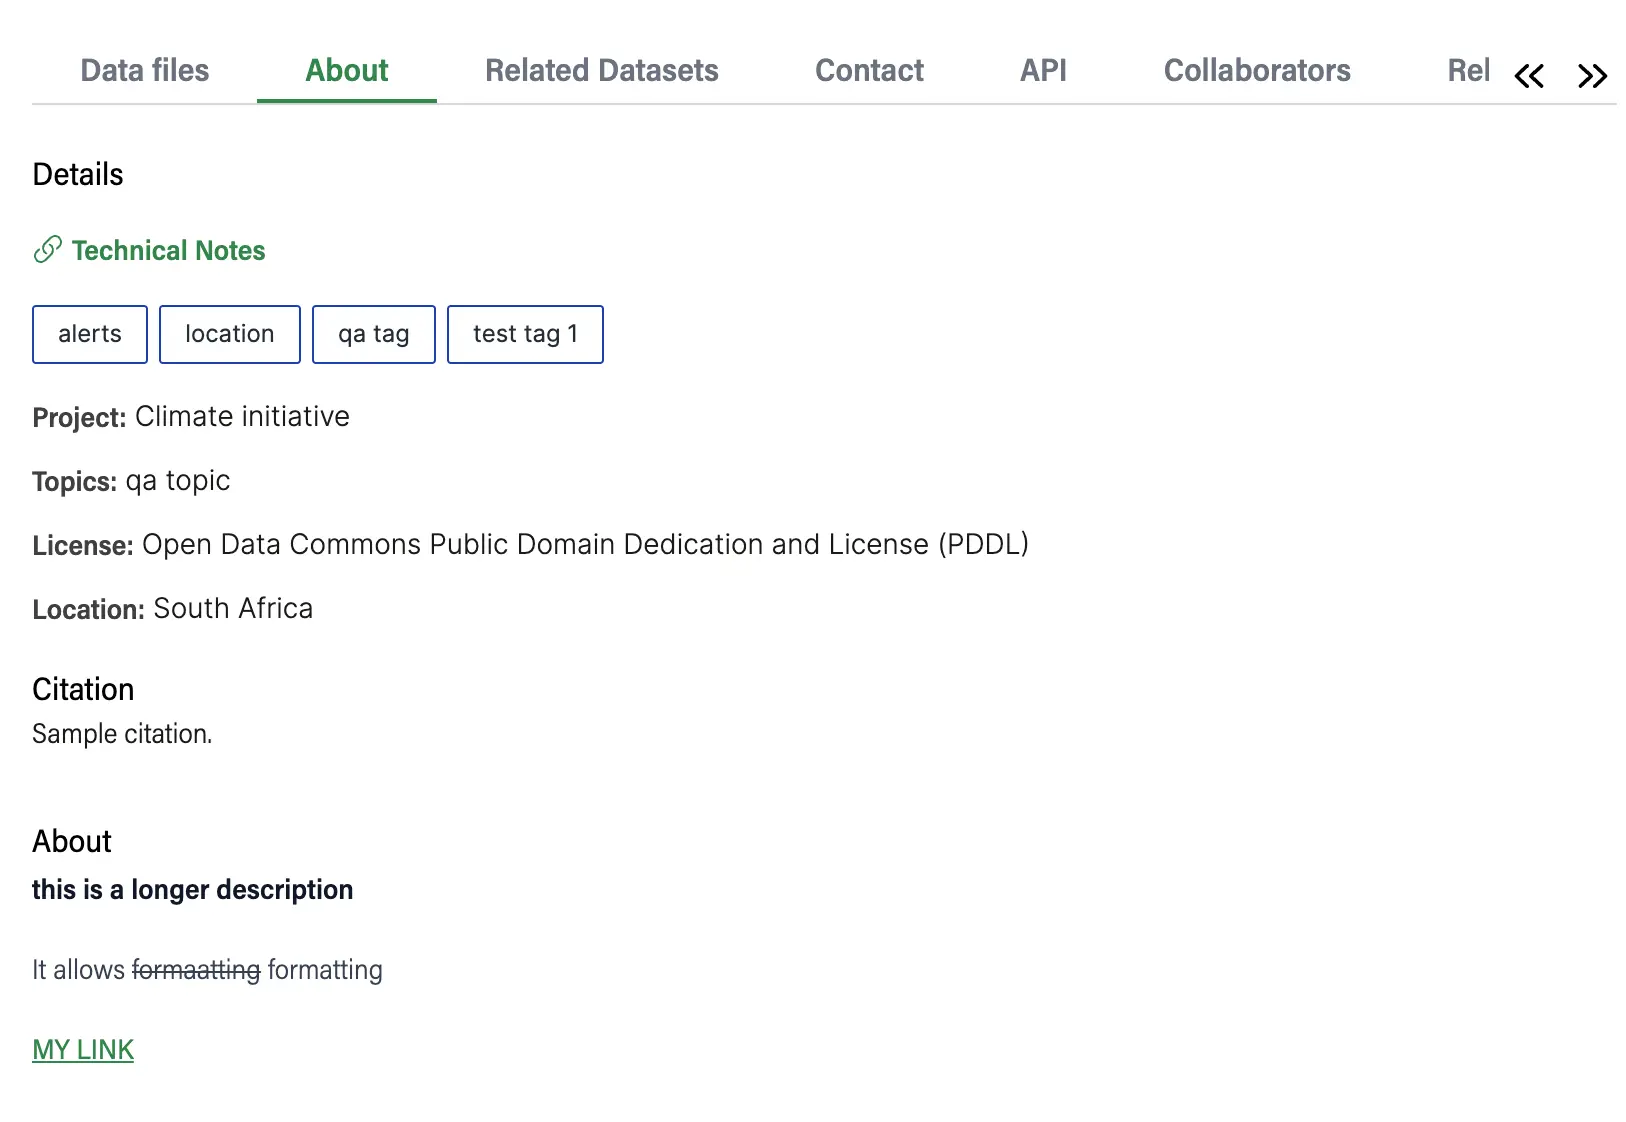 Data files About Related Datasets Contact API Collaborators Rel
Details
Technical Notes
alerts location qa tag test tag 1
Project: Climate initiative
Topics: qa topic
License: Open Data Commons Public Domain Dedication and License (PDDL)
Location: South Africa
Citation
Sample citation.
About
this is a longer description
It allows formaatting formatting
MY LINK